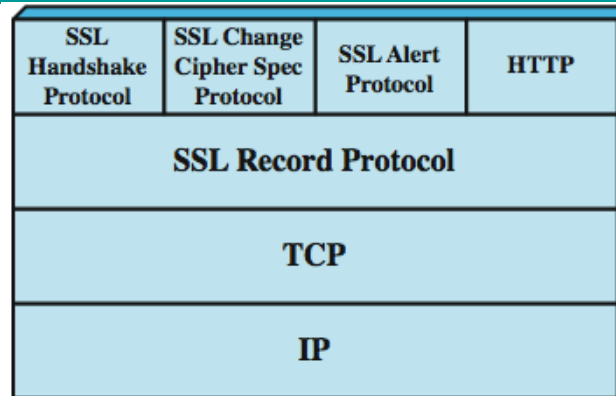 SSL
Handshake
Protocol
SSL Change
Cipher Spec
Protocol
SSL Alert
Protocol
HTTP
SSL Record Protocol
TCP
IP